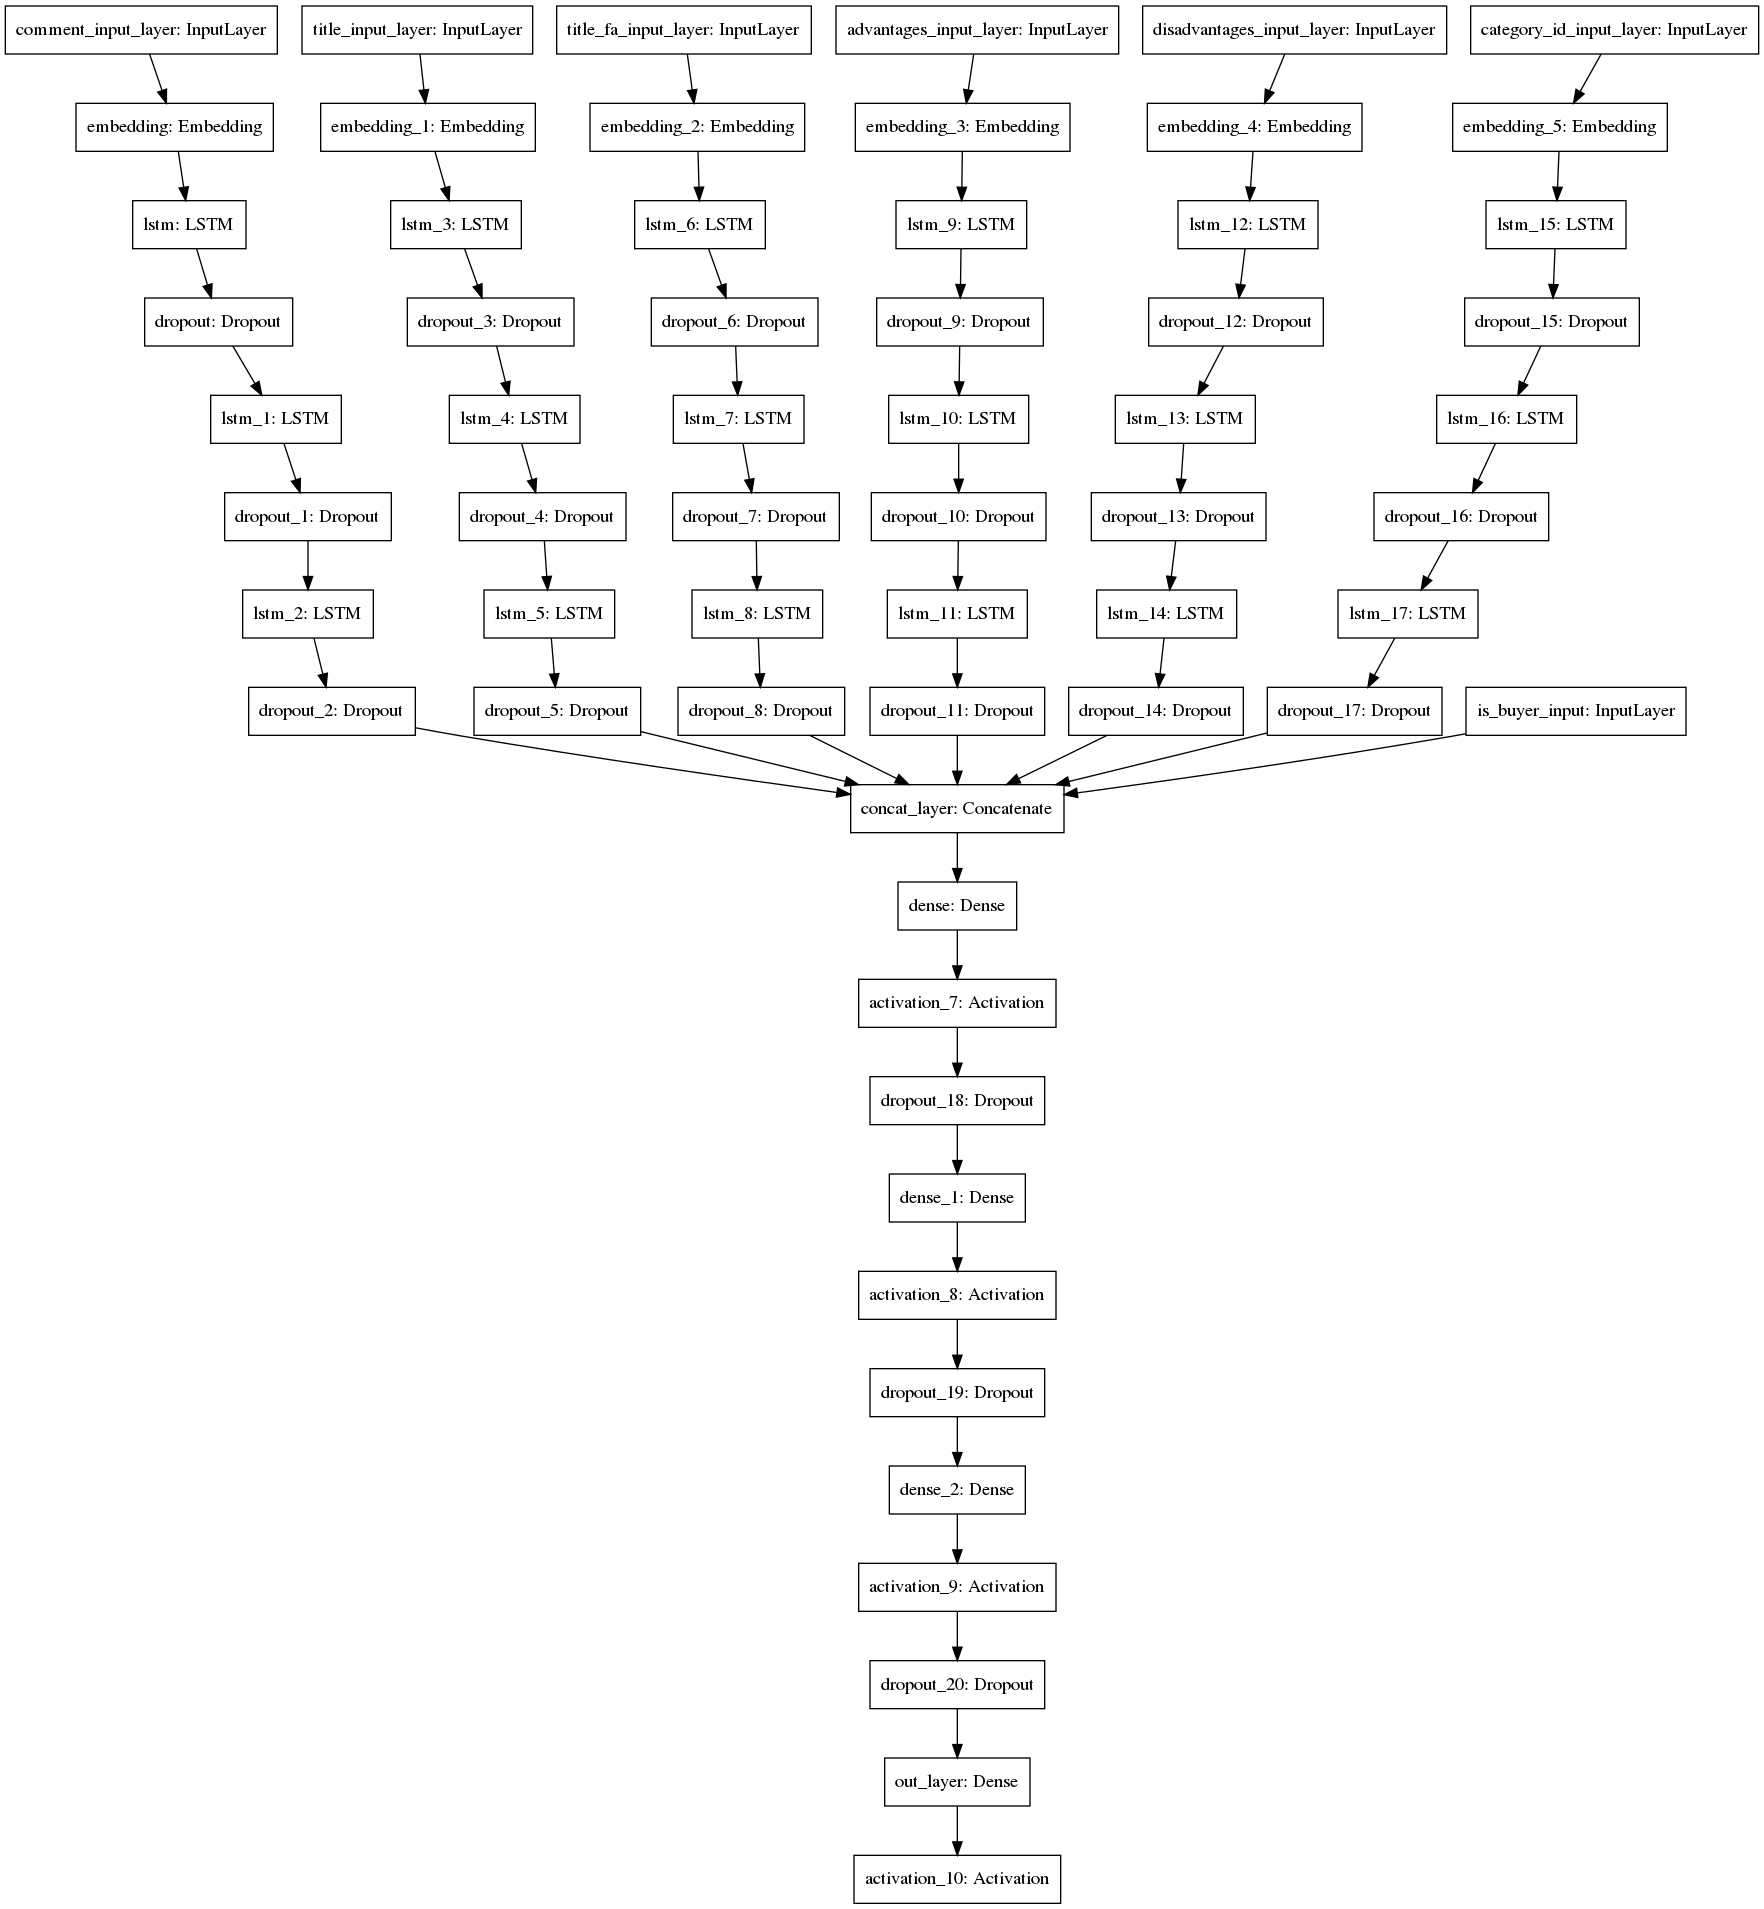 comment_input_layer: InputLayer
title_input_layer: InputLayer
title_fa_input_layer: InputLayer
advantages_input_layer: InputLayer
disadvantages_input_layer: InputLayer
category_id_input_layer: InputLayer
embedding: Embedding
embedding_1: Embedding
embedding_2: Embedding
embedding_3: Embedding
embedding_4: Embedding
embedding_5: Embedding
lstm: LSTM
lstm_3: LSTM
lstm_6: LSTM
lstm_9: LSTM
lstm_12: LSTM
lstm_15: LSTM
dropout: Dropout
dropout_3: Dropout
dropout_6: Dropout
dropout_9: Dropout
dropout_12: Dropout
dropout_15: Dropout
lstm_1: LSTM
lstm_4: LSTM
lstm_7: LSTM
lstm_10: LSTM
lstm_13: LSTM
lstm_16: LSTM
dropout_1: Dropout
dropout_4: Dropout
dropout_7: Dropout
dropout_10: Dropout
dropout_13: Dropout
dropout_16: Dropout
lstm_2: LSTM
lstm_5: LSTM
lstm_8: LSTM
lstm_11: LSTM
lstm_14: LSTM
lstm_17: LSTM
dropout_2: Dropout
dropout_5: Dropout
dropout_8: Dropout
dropout_11: Dropout
dropout_14: Dropout
dropout_17: Dropout
is_buyer_input: InputLayer
concat_layer: Concatenate
dense: Dense
activation_7: Activation
dropout_18: Dropout
dense_1: Dense
activation_8: Activation
dropout_19: Dropout
dense_2: Dense
activation_9: Activation
dropout_20: Dropout
out_layer: Dense
activation_10: Activation